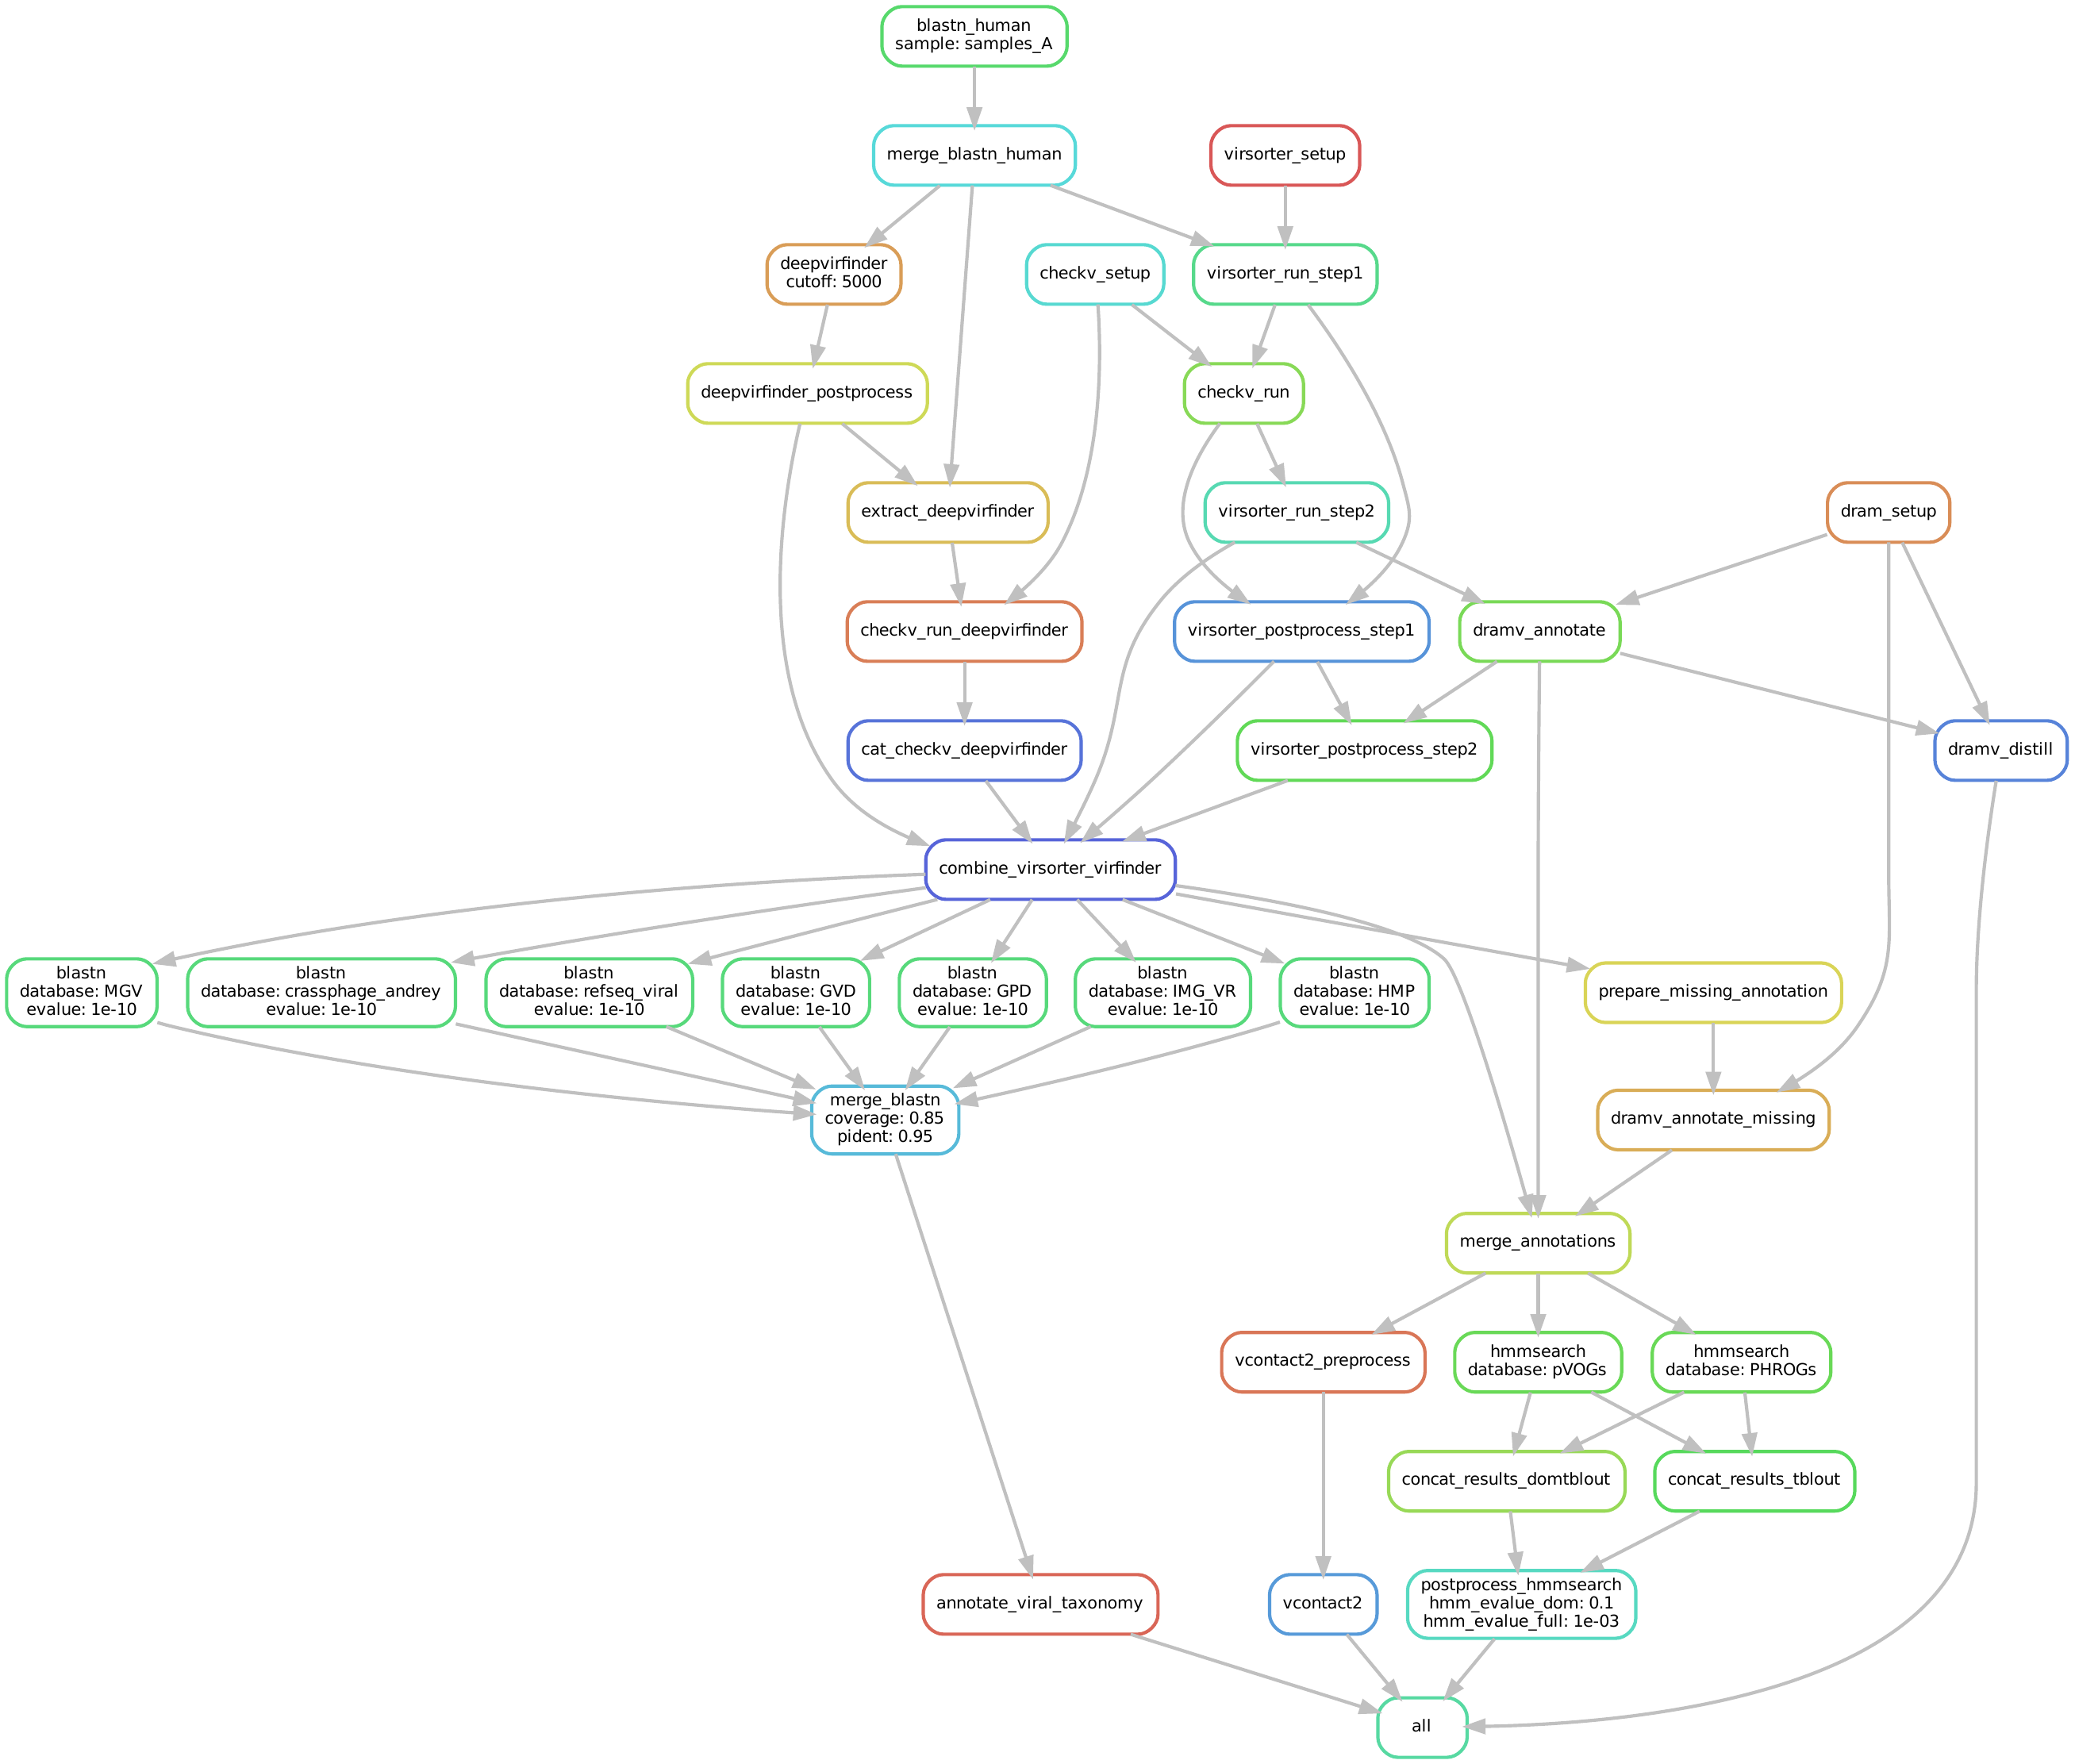 blastn_human
sample: samples_A
merge_blastn_human
virsorter_setup
deepvirfinder
cutoff: 5000
checkv_setup
virsorter_run_step1
deepvirfinder_postprocess
checkv_run
extract_deepvirfinder
virsorter_run_step2
dram_setup
checkv_run_deepvirfinder
virsorter_postprocess_step1
dramv_annotate
cat_checkv_deepvirfinder
virsorter_postprocess_step2
dramv_distill
combine_virsorter_virfinder
blastn
database: MGV
evalue: 1e-10
blastn
database: crassphage_andrey
evalue: 1e-10
blastn
database: refseq_viral
evalue: 1e-10
blastn
database: GVD
evalue: 1e-10
blastn
database: GPD
evalue: 1e-10
blastn
database: IMG_VR
evalue: 1e-10
blastn
database: HMP
evalue: 1e-10
prepare_missing_annotation
merge_blastn
coverage: 0.85
pident: 0.95
dramv_annotate_missing
merge_annotations
vcontact2_preprocess
hmmsearch
database: pVOGs
hmmsearch
database: PHROGs
concat_results_domtblout
concat_results_tblout
annotate_viral_taxonomy
vcontact2
postprocess_hmmsearch
hmm_evalue_dom: 0.1
hmm_evalue_full: 1e-03
all